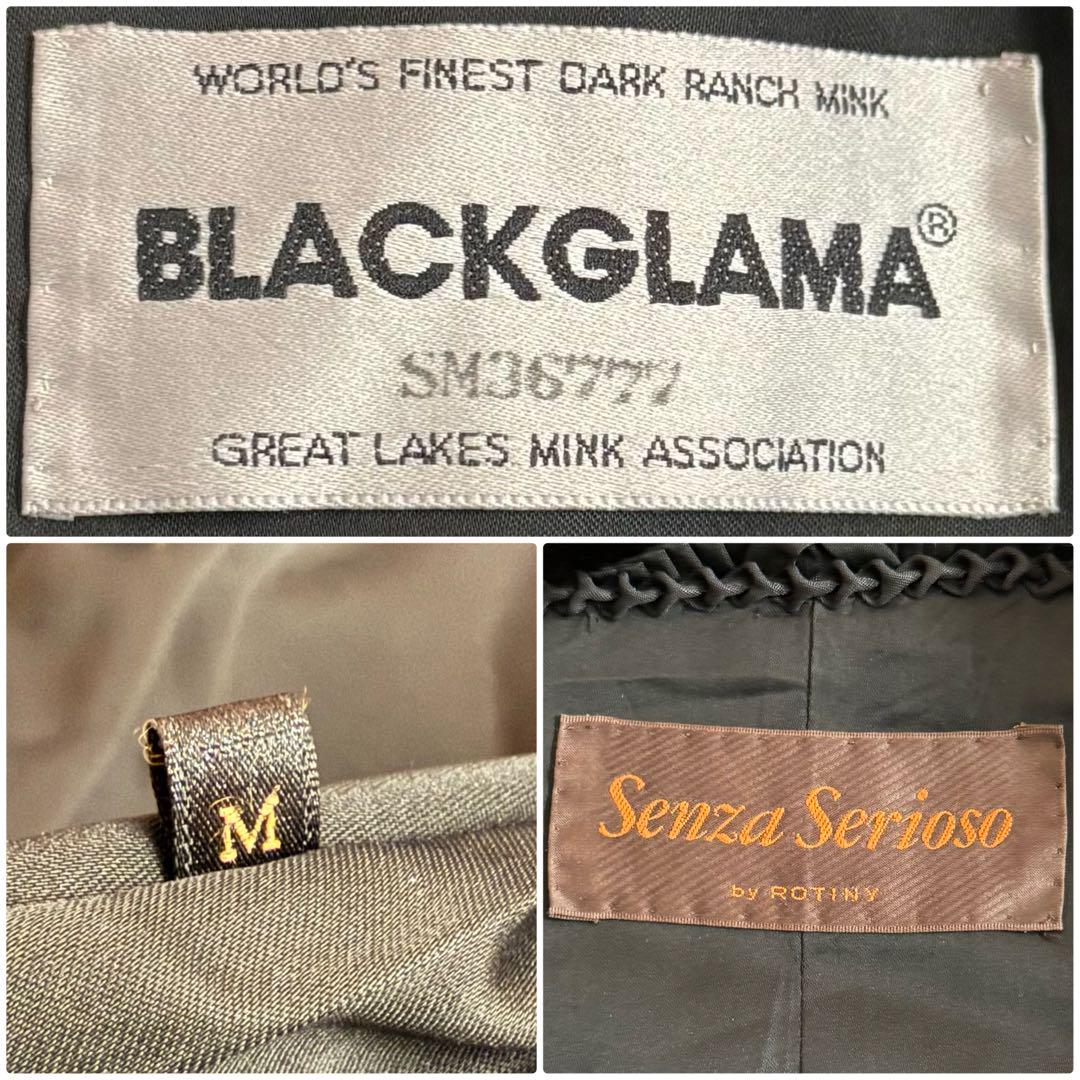 WORLD'S FINEST DARK RANCH MINK
BLACKGLAMA®
SM36777
GREAT LAKES MINK ASSOCIATION
M
Senza Serioso
by ROTINY